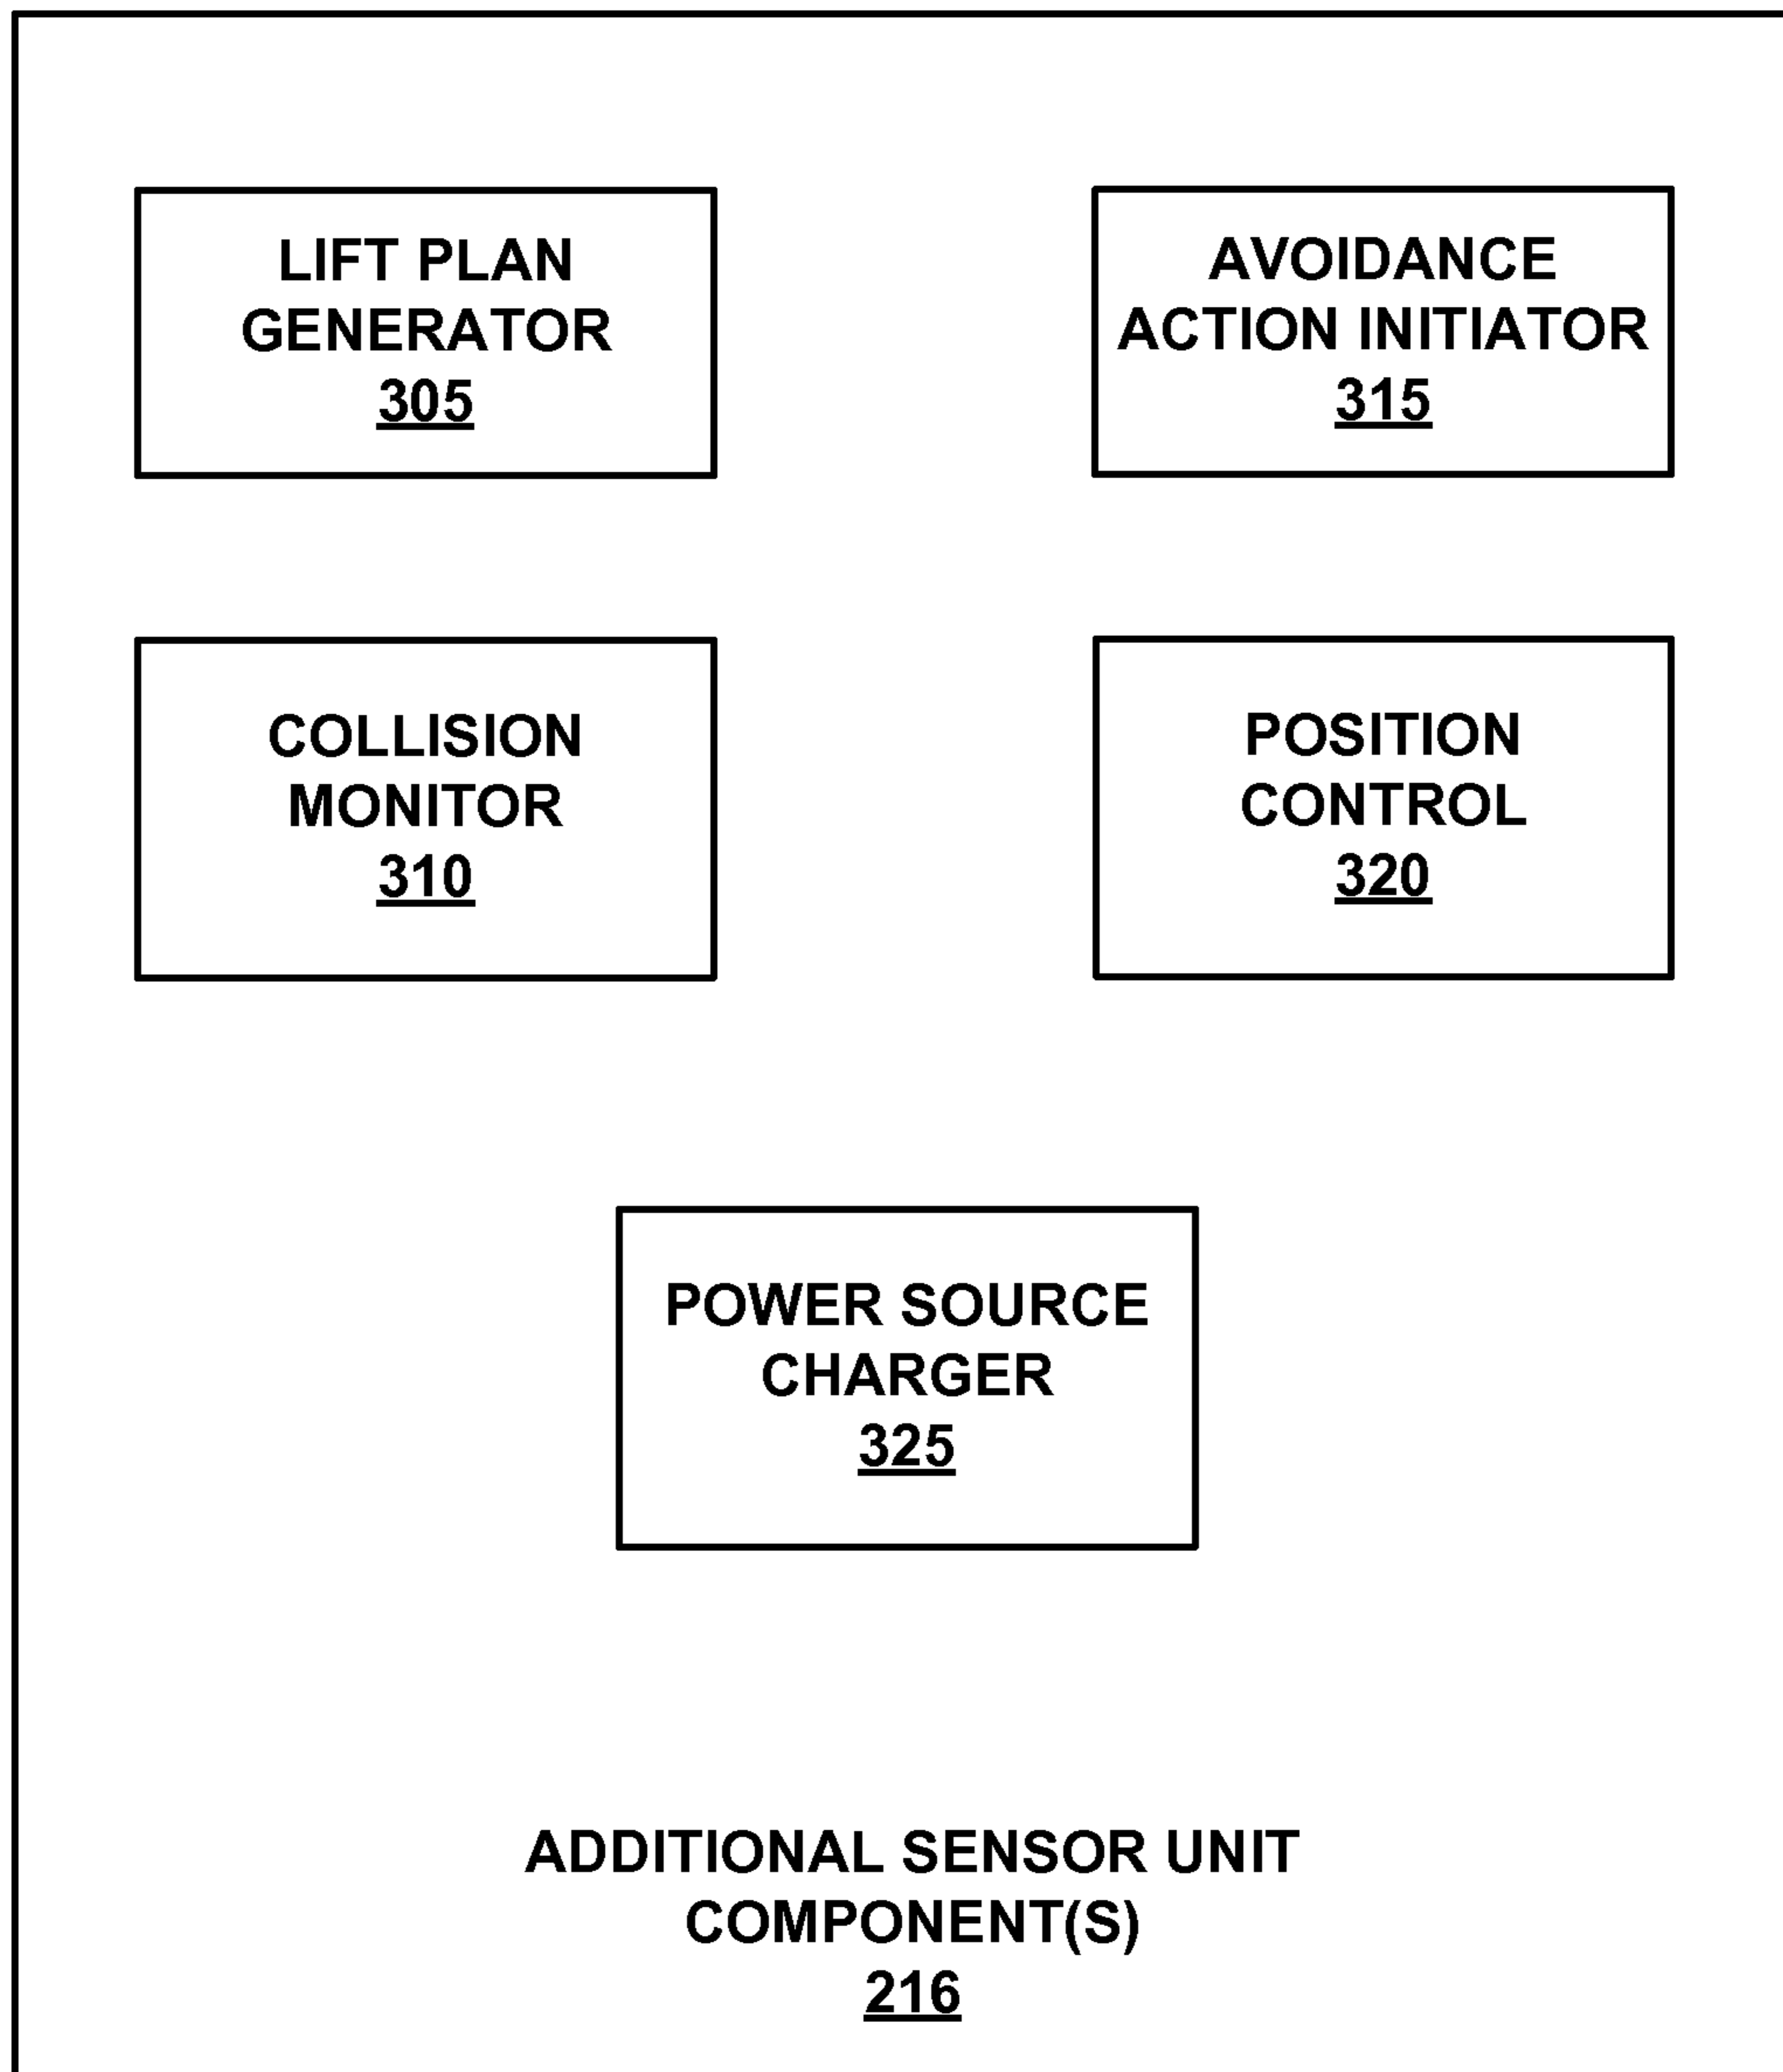 LIFT PLAN
GENERATOR
305
AVOIDANCE
ACTION INITIATOR
315
COLLISION
MONITOR
310
POSITION
CONTROL
320
POWER SOURCE
CHARGER
325
ADDITIONAL SENSOR UNIT
COMPONENT(S)
216